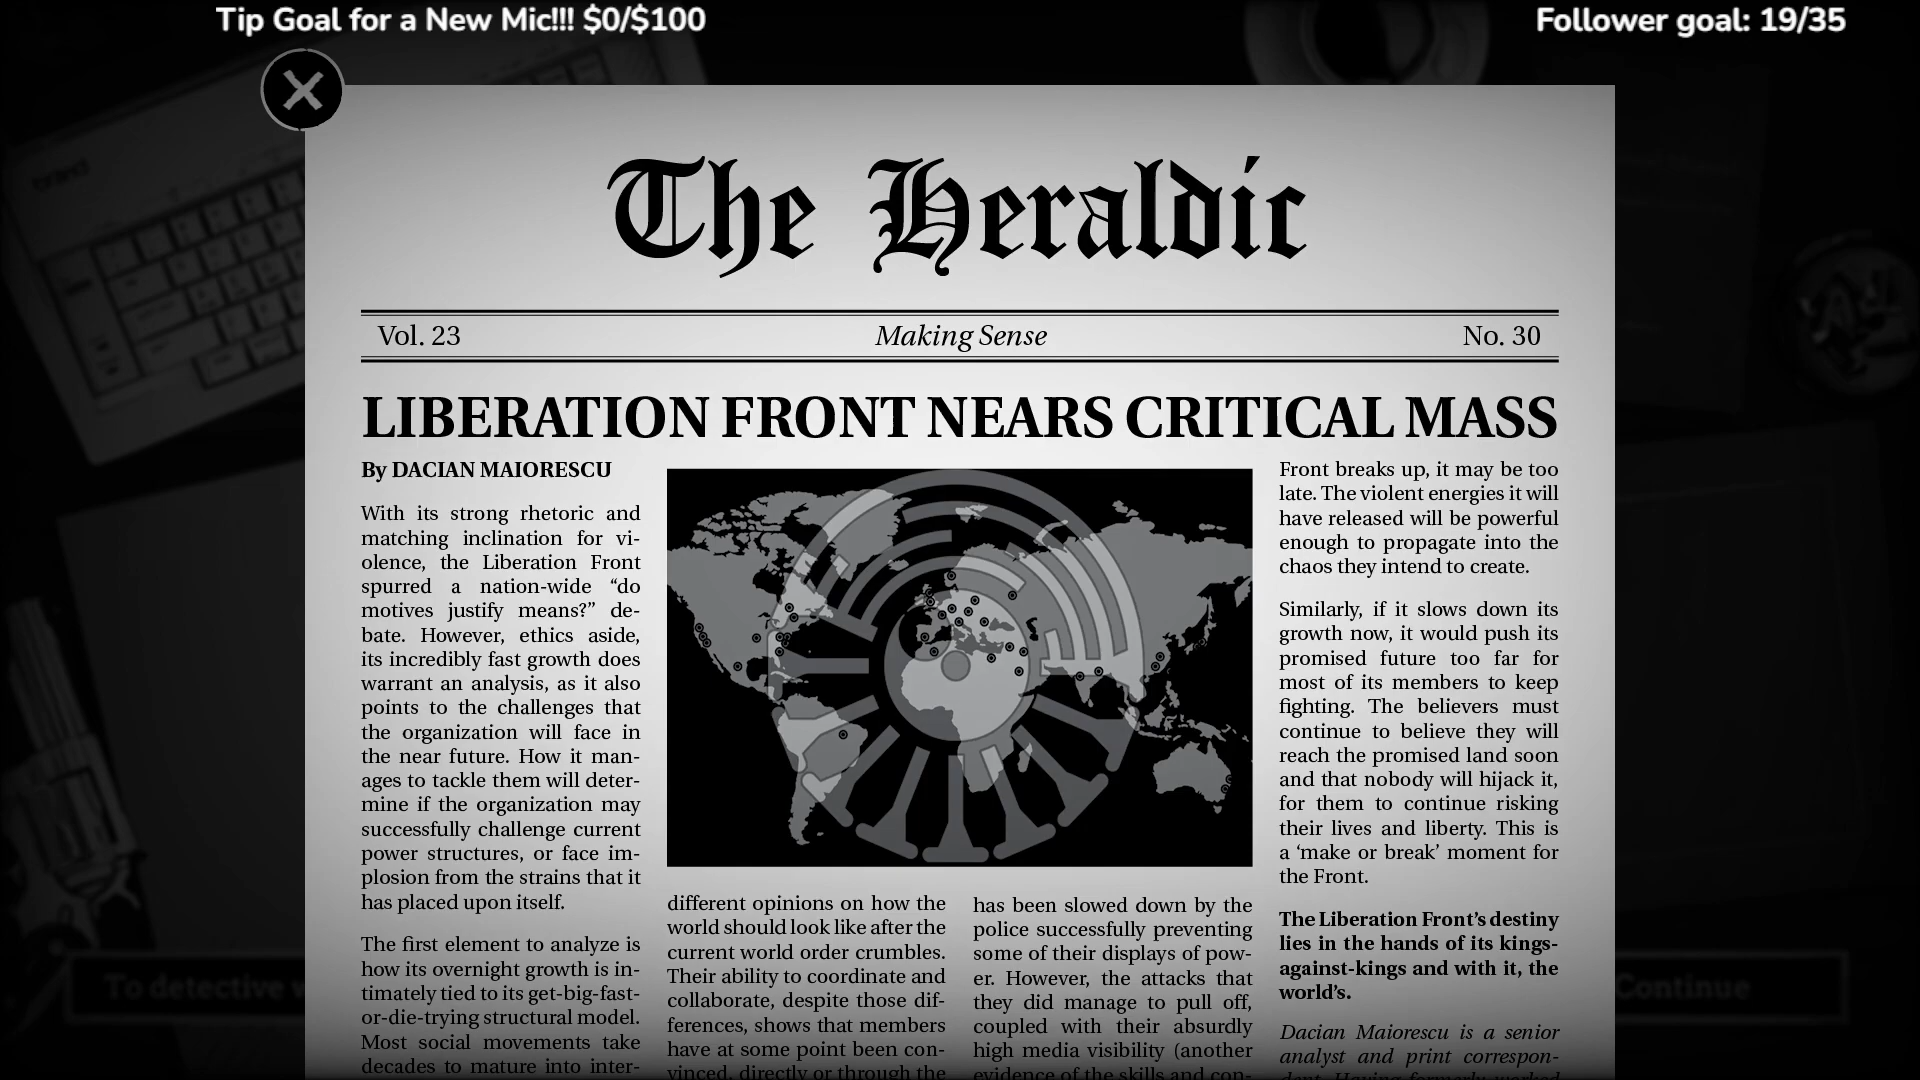 Tip Goal for a New Mic!!! $0/$100
Follower goal: 19/35
The Heraldic
Vol. 23
Making Sense
No. 30
LIBERATION FRONT NEARS CRITICAL MASS
By DACIAN MAIORESCU
With its strong rhetoric and
matching inclination for vi-
olence, the Liberation Front
spurred a nation-wide “do
motives justify means?” de-
bate. However, ethics aside,
its incredibly fast growth does
warrant an analysis, as it also
points to the challenges that
the organization will face in
the near future. How it man-
ages to tackle them will deter-
mine if the organization may
successfully challenge current
power structures, or face im-
plosion from the strains that it
has placed upon itself.
The first element to analyze is
how its overnight growth is in-
timately tied to its get-big-fast-
or-die-trying structural model.
Most social movements take
decades to mature into inter-
different opinions on how the
world should look like after the
current world order crumbles.
Their ability to coordinate and
collaborate, despite those dif-
ferences, shows that members
have at some point been con-
vinced, directly or through the
has been slowed down by the
police successfully preventing
some of their displays of pow-
er. However, the attacks that
they did manage to pull off,
coupled with their absurdly
high media visibility (another
evidence of the skills and con-
Front breaks up, it may be too
late. The violent energies it will
have released will be powerful
enough to propagate into the
chaos they intend to create.
Similarly, if it slows down its
growth now, it would push its
promised future too far for
most of its members to keep
fighting. The believers must
continue to believe they will
reach the promised land soon
and that nobody will hijack it,
for them to continue risking
their lives and liberty. This is
a ‘make or break’ moment for
the Front.
The Liberation Front’s destiny
lies in the hands of its kings-
against-kings and with it, the
world’s.
Dacian Maiorescu is a senior
analyst and print correspon-
dent. Having formerly worked
To detective
Continue